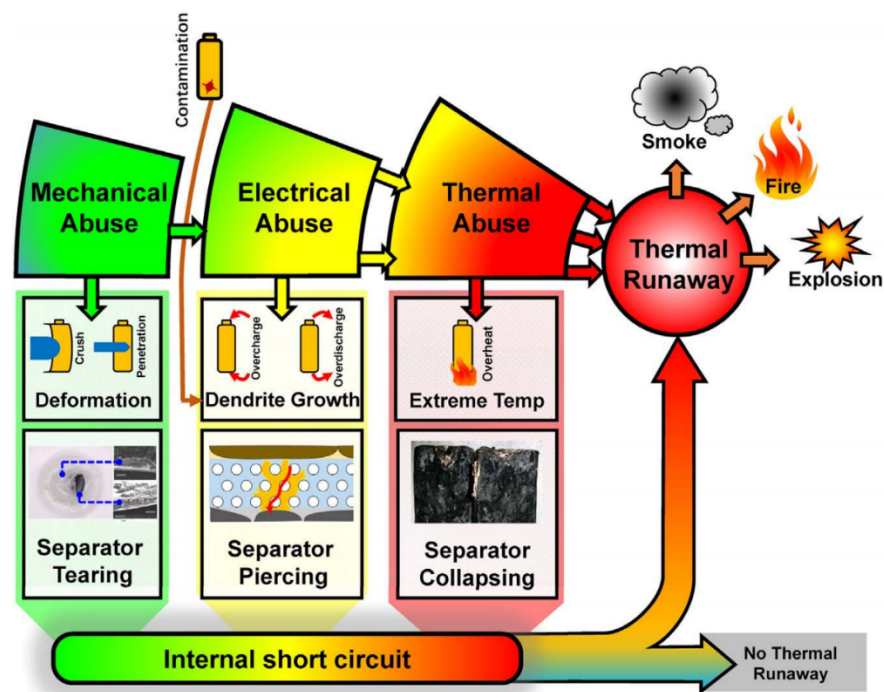 Contamination
Mechanical
Abuse
Electrical
Abuse
Thermal
Abuse
Smoke
Fire
Thermal
Runaway
Explosion
Crush
Penetration
Deformation
Overcharge
Overdischarge
Dendrite Growth
Overheat
Extreme Temp
Separator
Tearing
Separator
Piercing
Separator
Collapsing
Internal short circuit
No Thermal
Runaway